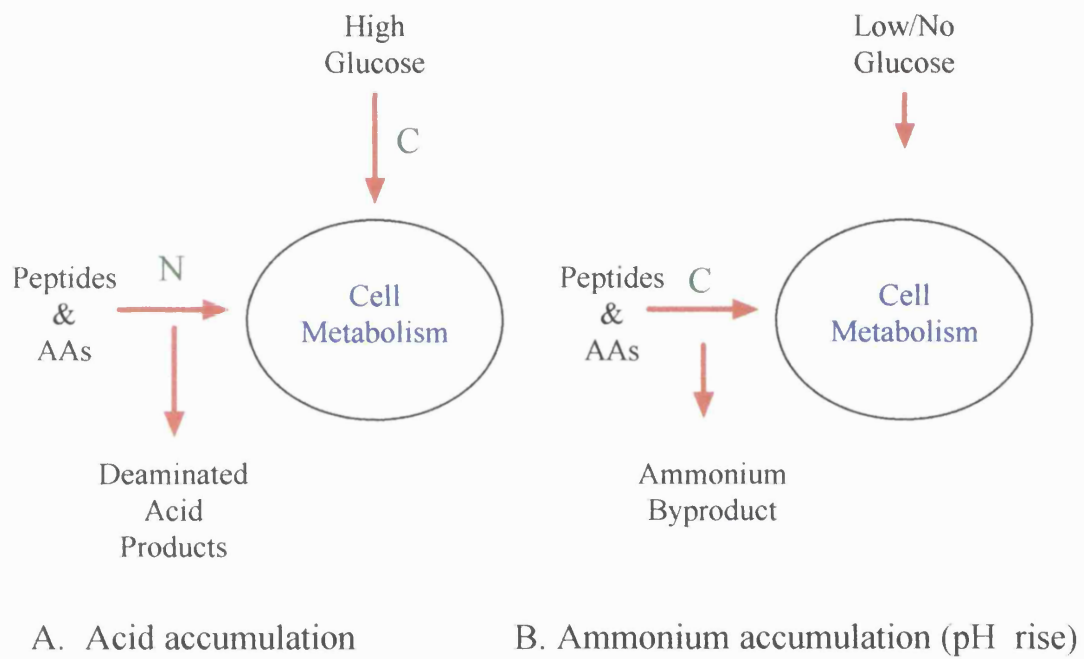 High
Glucose
C
N
Peptides
&
AAs
Cell
Metabolism
Deaminated
Acid
Products
A. Acid accumulation
Low/No
Glucose
Peptides
&
AAs
C
Cell
Metabolism
Ammonium
Byproduct
B. Ammonium accumulation (pH rise)